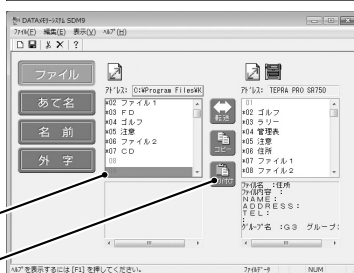 DATAﾒﾓﾘｰｼｽﾃﾑ SDM9
ﾌｧｲﾙ(F) 編集(E) 表示(V) ﾍﾙﾌﾟ(H)
ファイル
あて名
名前
外字
ｱﾄﾞﾚｽ: C:¥Program Files¥K
*02 ファイル1
*03 FD
*04 ゴルフ
*05 注意
*06 ファイル2
*07 CD
08
転送
コピー
ｱﾄﾞﾚｽ: TEPRA PRO SR750
01
*02 ゴルフ
*03 ラリー
*04 管理表
*05 注意
*06 住所
*07 ファイル1
*08 ファイル2
ﾌｧｲﾙ名 :住所
ﾌｧｲﾙ内容 :
NAME:
ADDRESS:
TEL:
:
ｸﾞﾙｰﾌﾟ名 :G3 グループ:
ﾍﾙﾌﾟを表示するには [F1] を押してください。
ﾌｧｲﾙﾃﾞｰﾀ
NUM